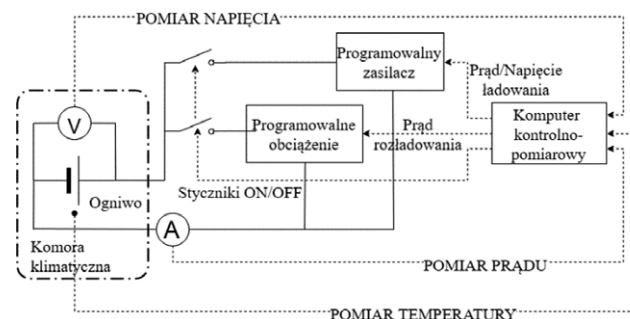 POMIAR NAPIĘCIA
Programowalny
zasilacz
Prąd/Napięcie
ładowania
V
Programowalne
obciążenie
Prąd
rozładowania
Komputer
kontrolno-
pomiarowy
Ogniwo
Styczniki ON/OFF
A
Komora
klimatyczna
POMIAR PRĄDU
POMIAR TEMPERATURY